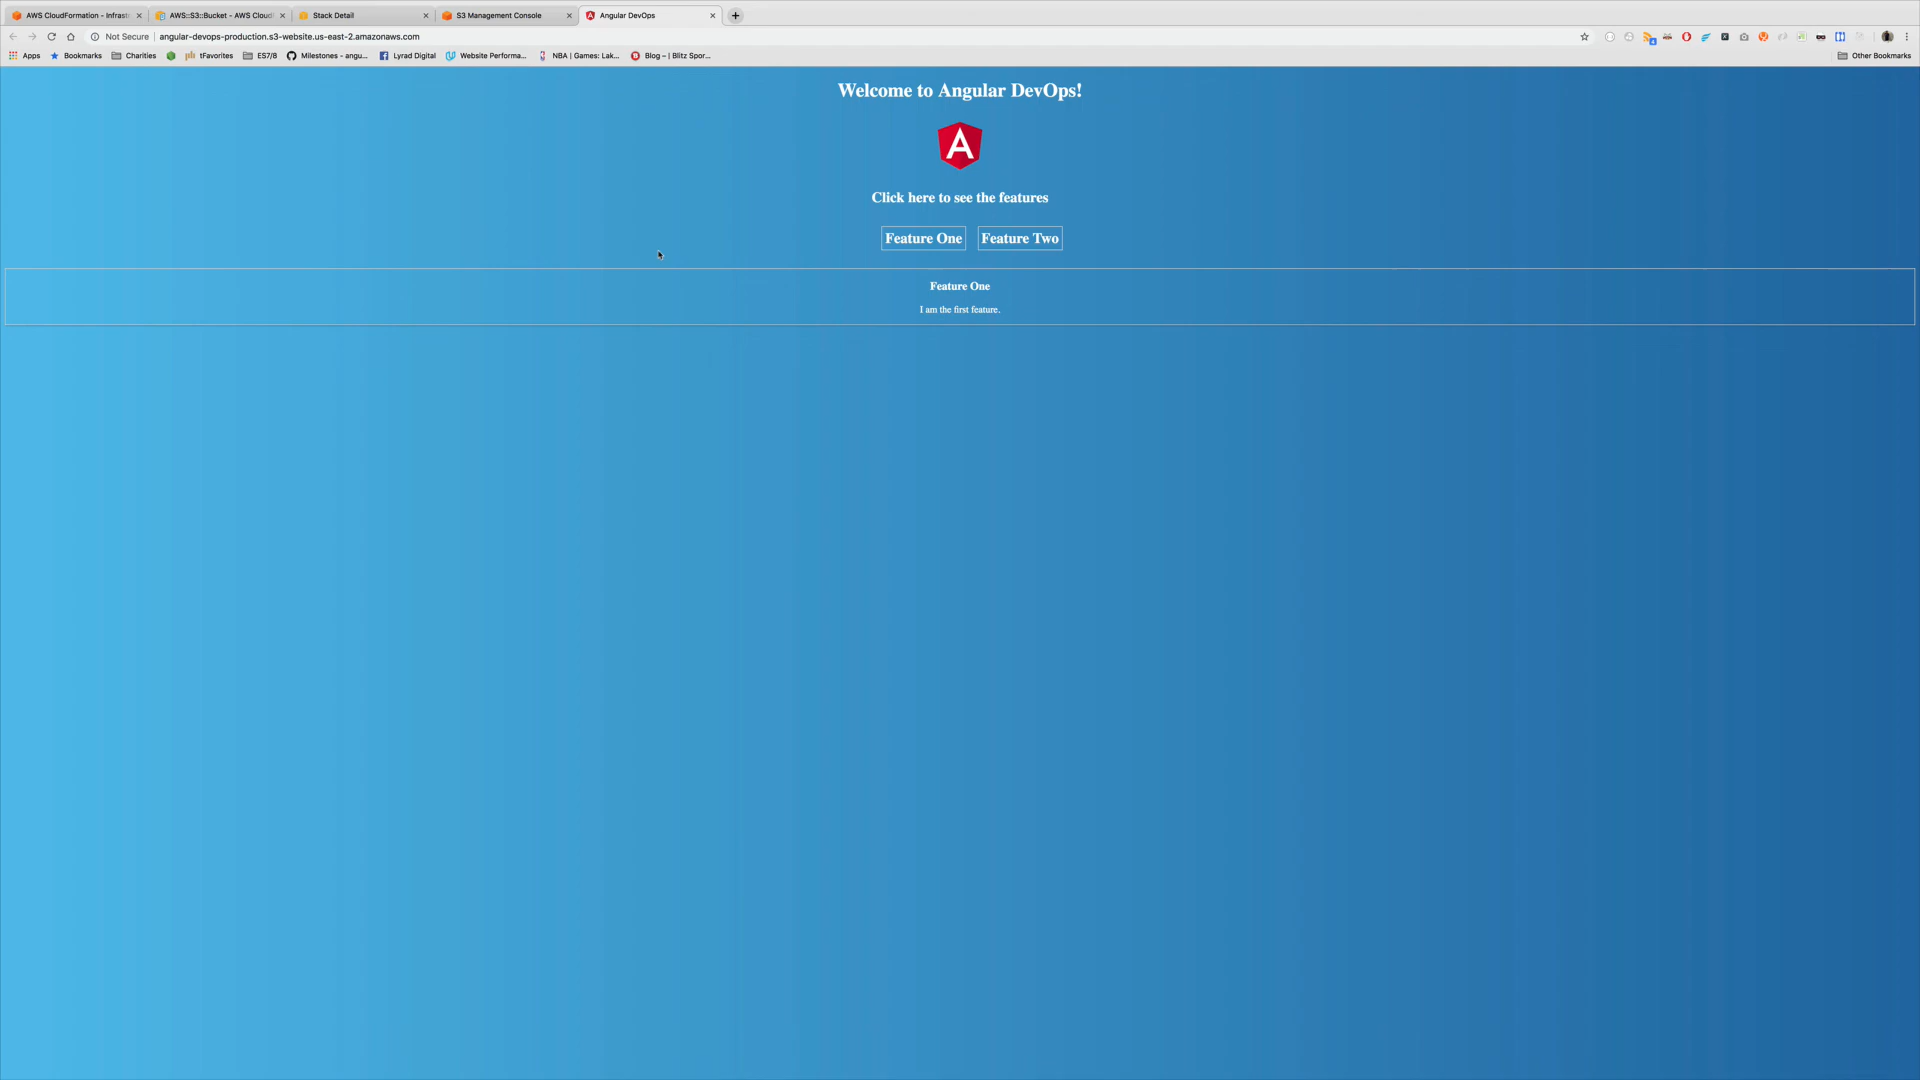 AWS CloudFormation - Infrast
AWS::S3::Bucket - AWS Cloud
Stack Detail
S3 Management Console
Angular DevOps
Not Secure
angular-devops-production.s3-website.us-east-2.amazonaws.com
Apps
Bookmarks
Charities
tFavorites
ES7/8
Milestones - angu...
Lyrad Digital
Website Performa...
NBA | Games: Lak...
Blog – | Blitz Spor...
Other Bookmarks
Welcome to Angular DevOps!
A
Click here to see the features
Feature One
Feature Two
Feature One
I am the first feature.